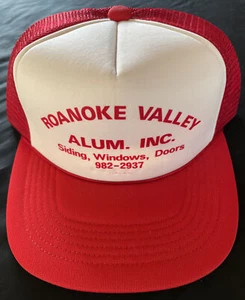 ROANOKE VALLEY
ALUM. INC.
Siding, Windows, Doors
982-2937